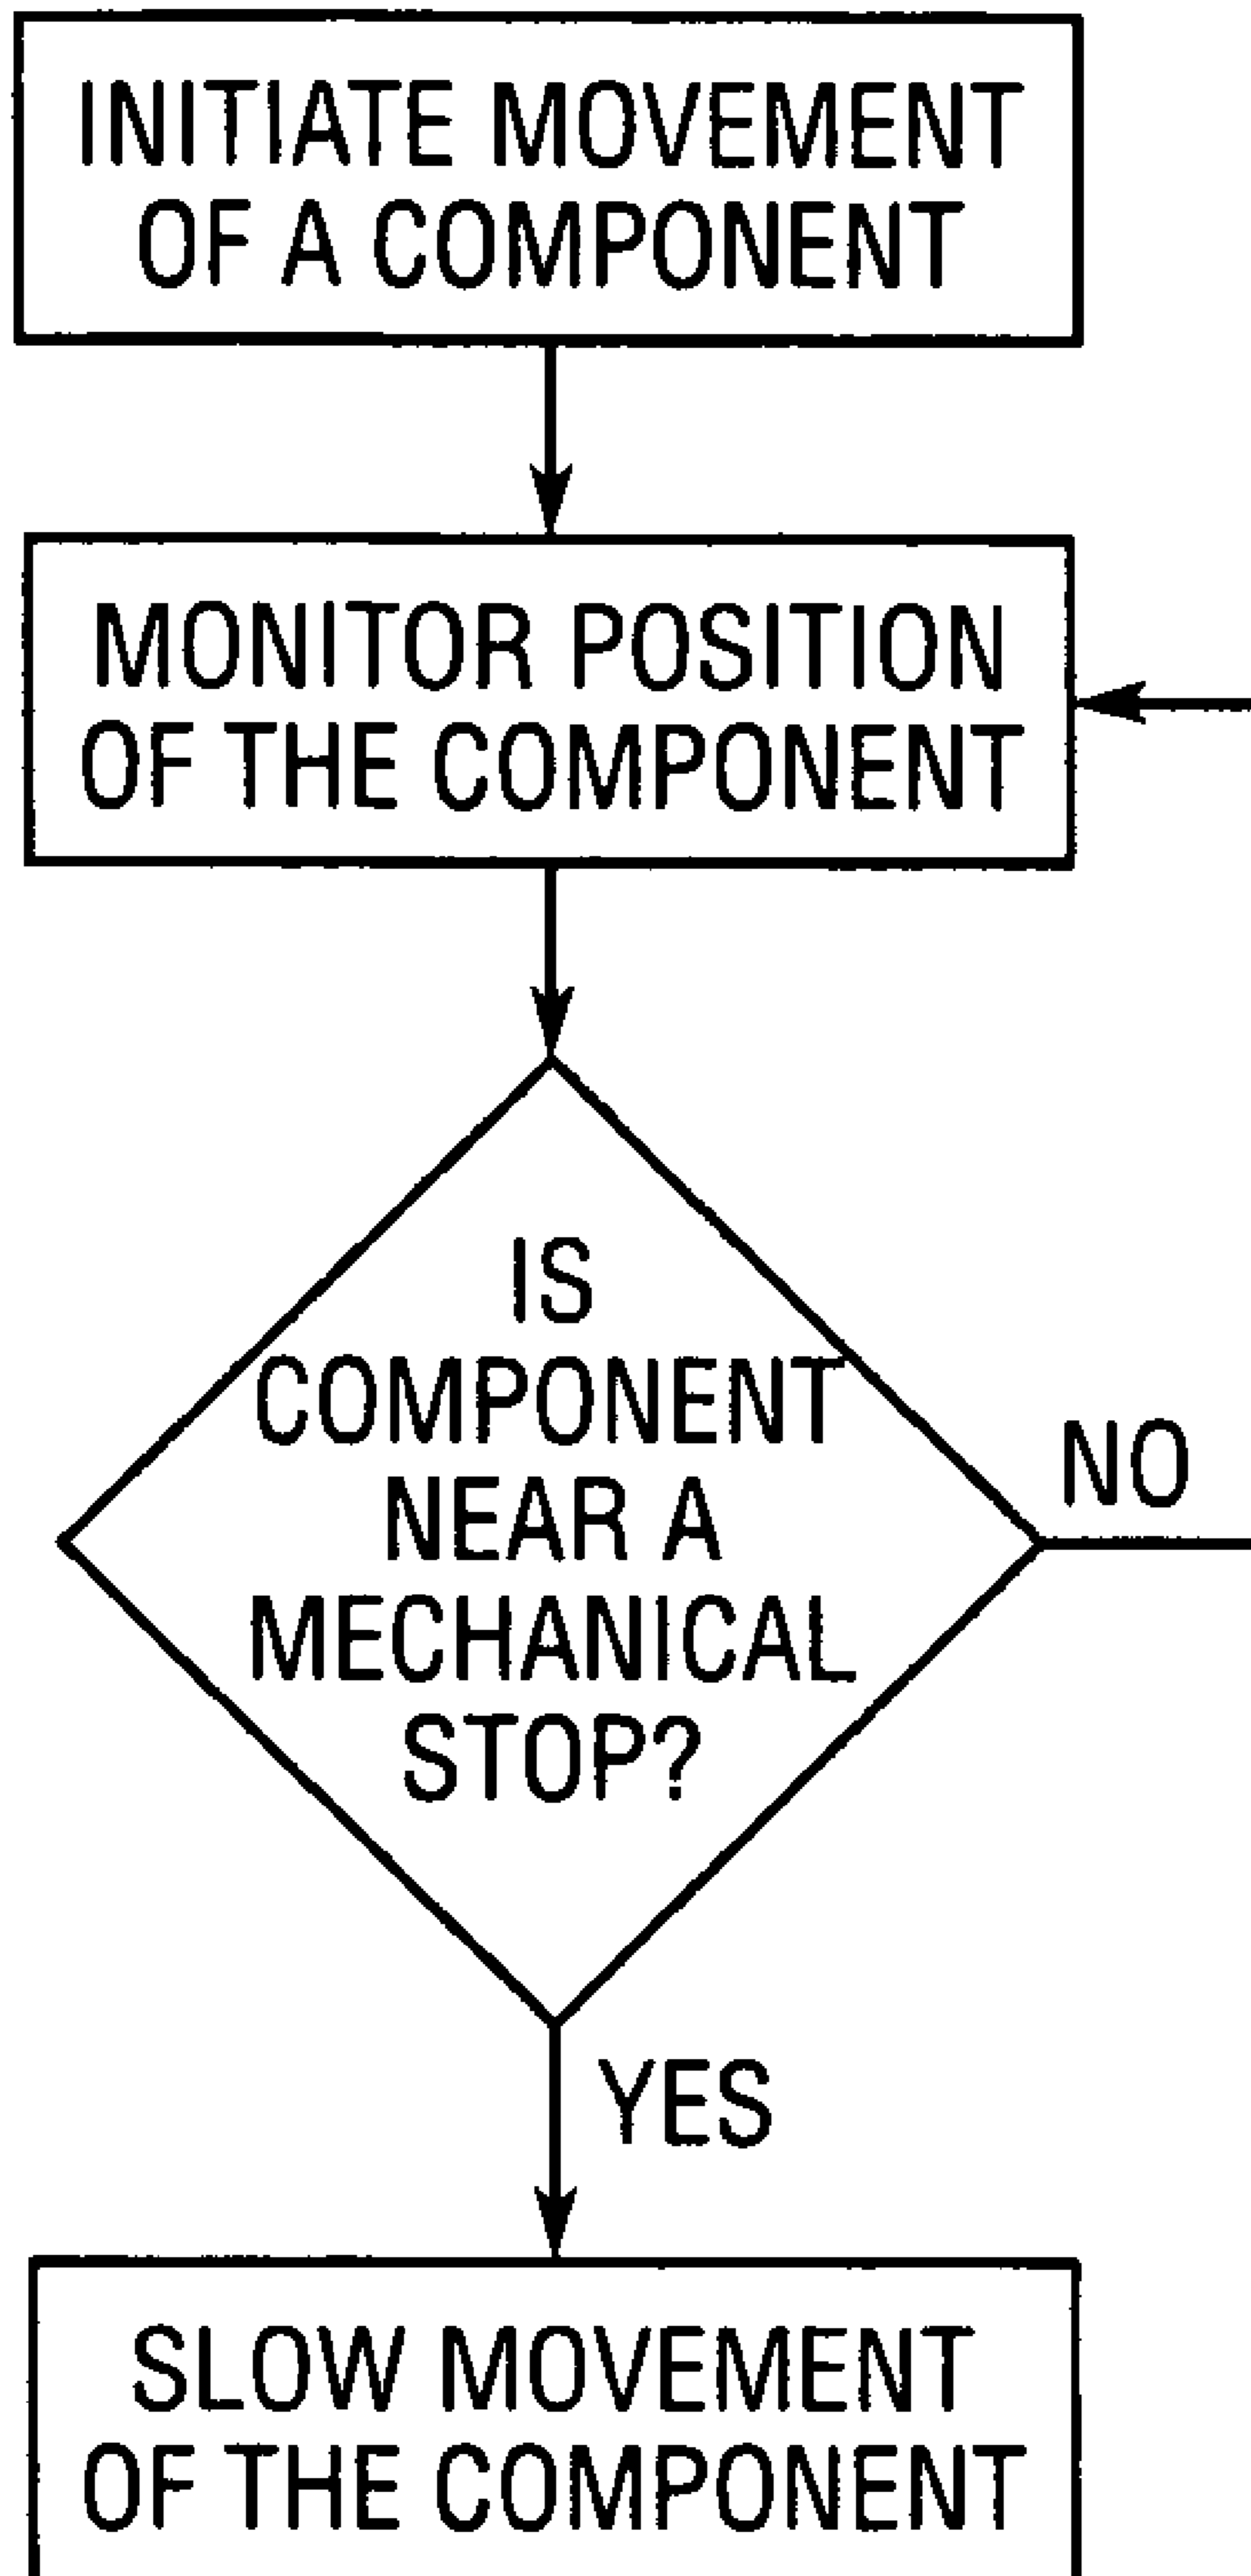 INITIATE MOVEMENT
OF A COMPONENT
MONITOR POSITION
OF THE COMPONENT
IS
COMPONENT
NEAR A
MECHANICAL
STOP?
NO
YES
SLOW MOVEMENT
OF THE COMPONENT